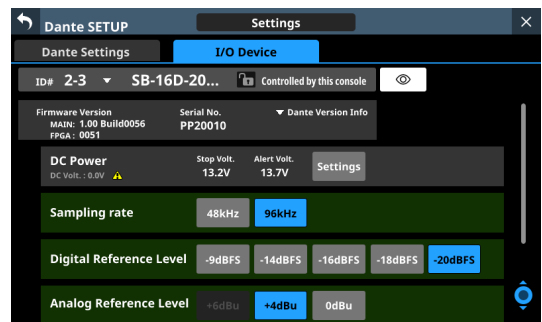 Dante SETUP
Settings
Dante Settings
I/O Device
ID# 2-3 SB-16D-20... Controlled by this console
Firmware Version
MAIN: 1.00 Build0056
FPGA : 0051
Serial No.
PP20010
Dante Version Info
DC Power
DC Volt. : 0.0V
Stop Volt.
13.2V
Alert Volt.
13.7V
Settings
Sampling rate 48kHz 96kHz
Digital Reference Level -9dBFS -14dBFS -16dBFS -18dBFS -20dBFS
Analog Reference Level +6dBu +4dBu 0dBu